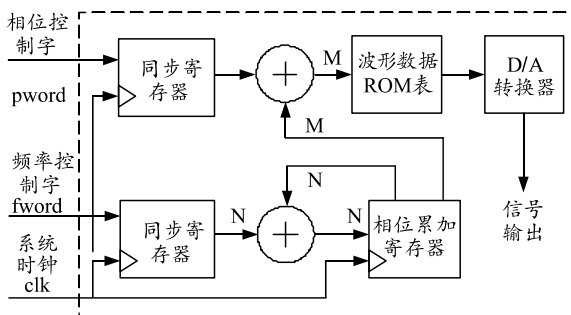 相位控
制字
pword
同步寄
存器
+
M
波形数据
ROM表
D/A
转换器
M
N
频率控
制字
fword
同步寄
存器
N
+
N
相位累加
寄存器
信号
输出
系统
时钟
clk